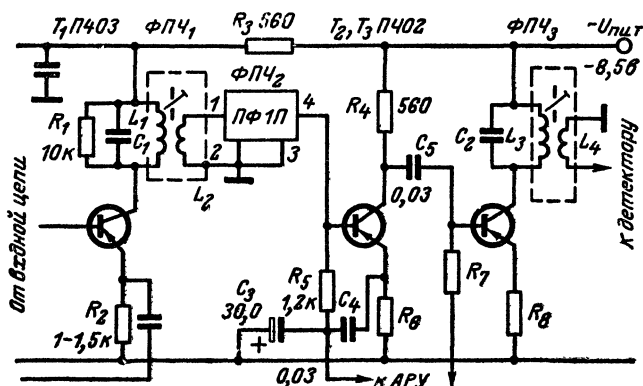 T₁ П403
ФПЧ₁
R₃ 560
T₂, T₃ П402
ФПЧ₃
-Uпит
-8,5в
ФПЧ₂
R₁
10к
L₁
C₁
1
ПФ1П
4
2
3
L₂
R₄
560
C₅
0,03
C₂
L₃
L₄
к детектору
От входной цепи
R₂
1-1,5к
C₃
30,0
+
R₅
1,2к
C₄
R₆
R₇
R₈
0,03
к АРУ